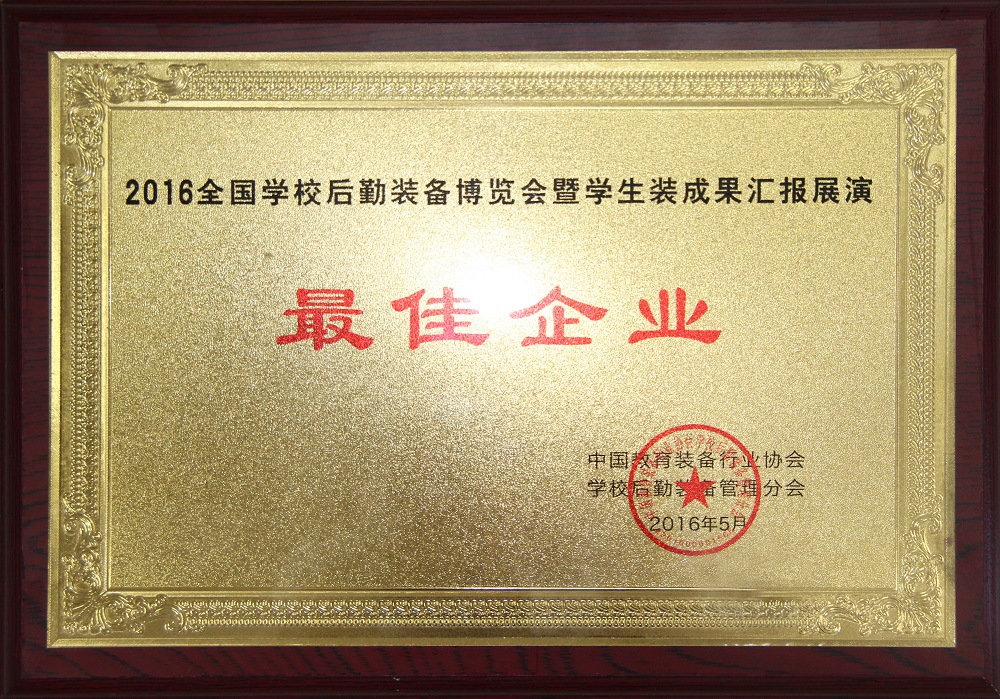 2016全国学校后勤装备博览会暨学生装成果汇报展演
最佳企业
中国教育装备行业协会
学校后勤装备管理分会
2016年5月